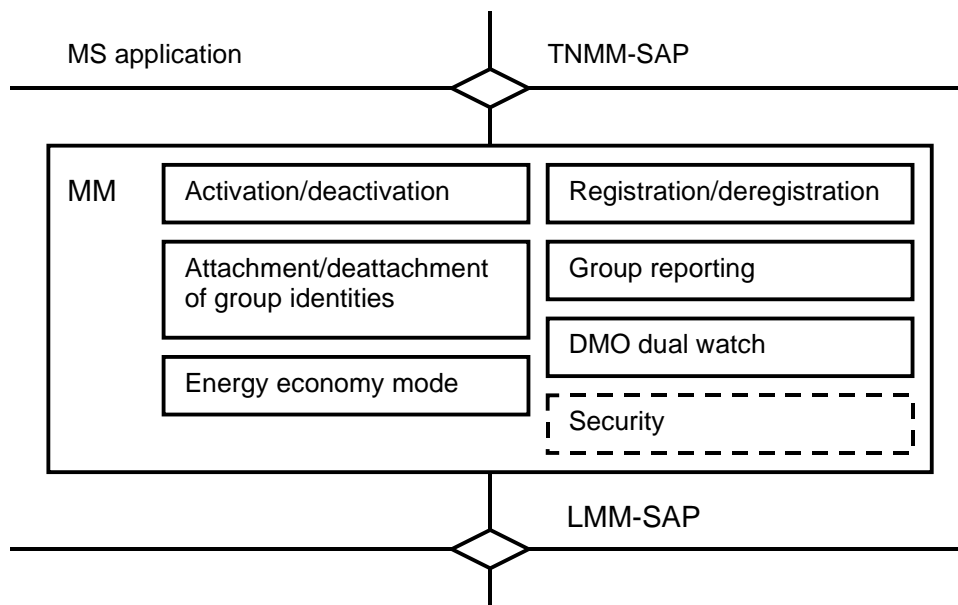 MS application
TNMM-SAP
MM
Activation/deactivation
Registration/deregistration
Attachment/deattachment
of group identities
Group reporting
DMO dual watch
Energy economy mode
Security
LMM-SAP